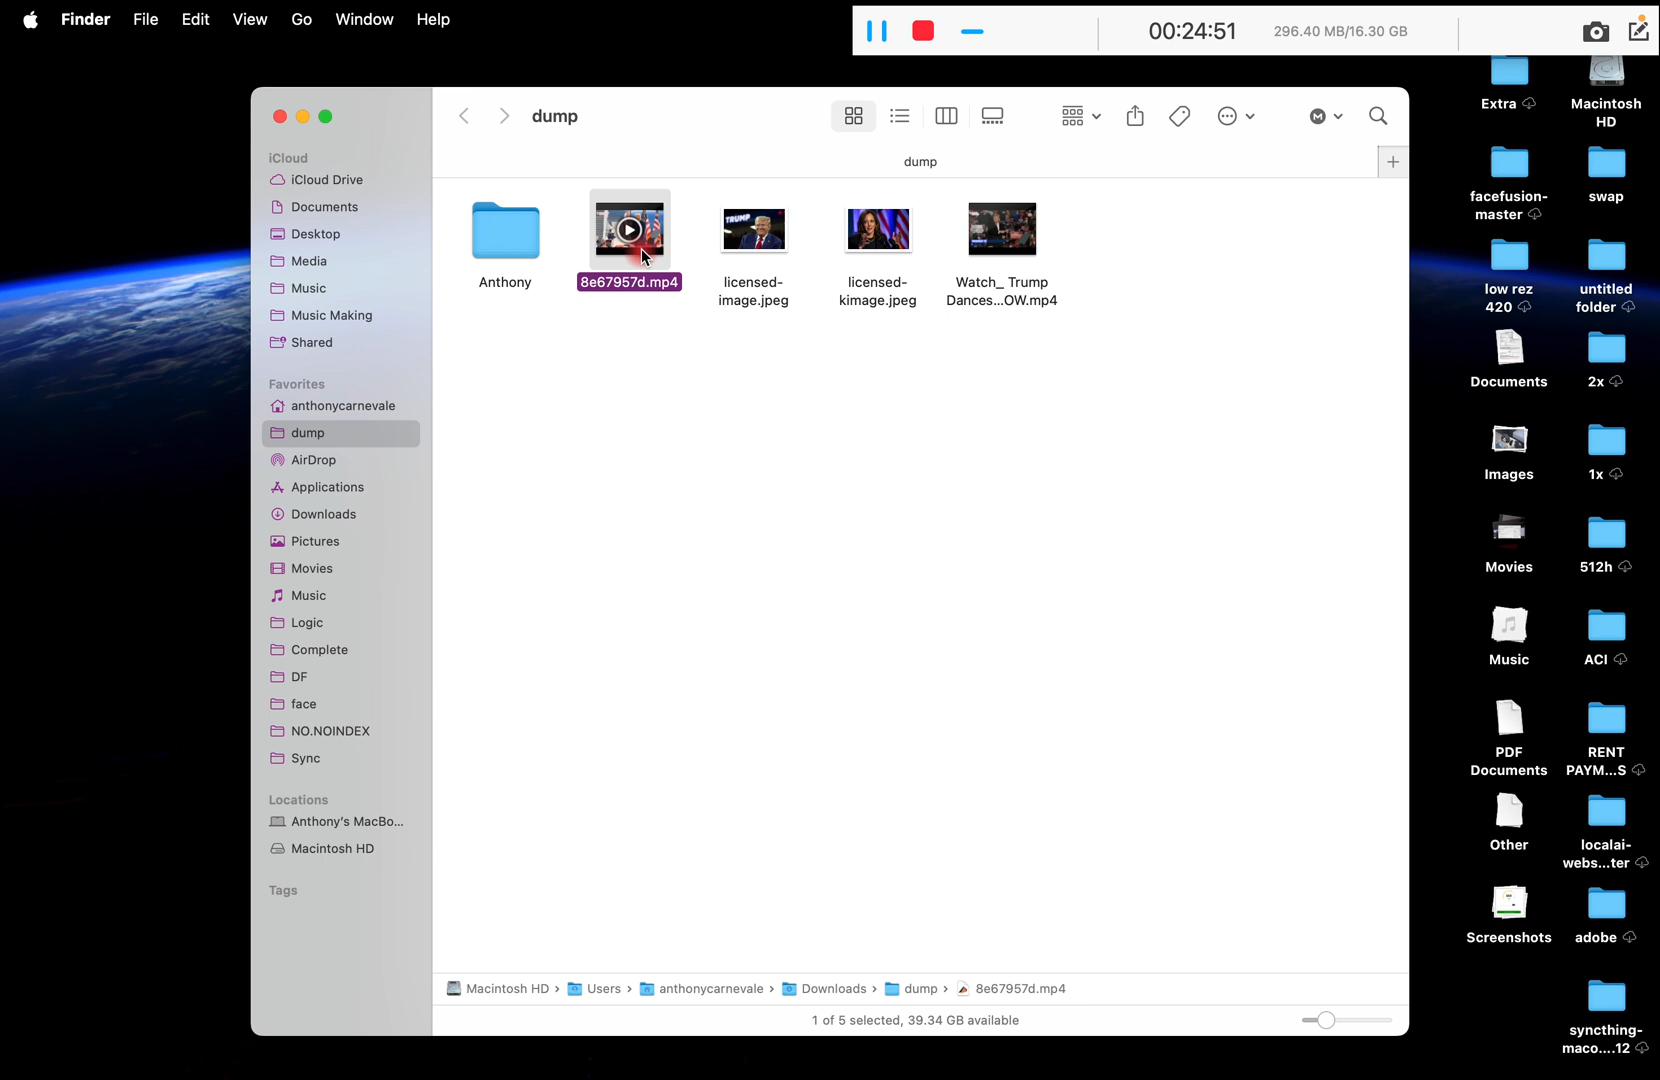 Finder File Edit View Go Window Help
00:24:51 296.40 MB/16.30 GB
dump
dump
iCloud
iCloud Drive
Documents
Desktop
Media
Music
Music Making
Shared
Favorites
anthonycarnevale
dump
AirDrop
Applications
Downloads
Pictures
Movies
Music
Logic
Complete
DF
face
NO.NOINDEX
Sync
Locations
Anthony's MacBo...
Macintosh HD
Tags
TRUMP
Anthony
8e67957d.mp4
licensed-
image.jpeg
licensed-
kimage.jpeg
Watch_ Trump
Dances...OW.mp4
M
Macintosh HD › Users › anthonycarnevale › Downloads › dump › 8e67957d.mp4
1 of 5 selected, 39.34 GB available
Extra
Macintosh
HD
facefusion-
master
swap
low rez
420
untitled
folder
Documents
2x
Images
1x
Movies
512h
Music
ACI
PDF
Documents
RENT
PAYM...S
Other
localai-
webs...ter
Screenshots
adobe
syncthing-
maco....12